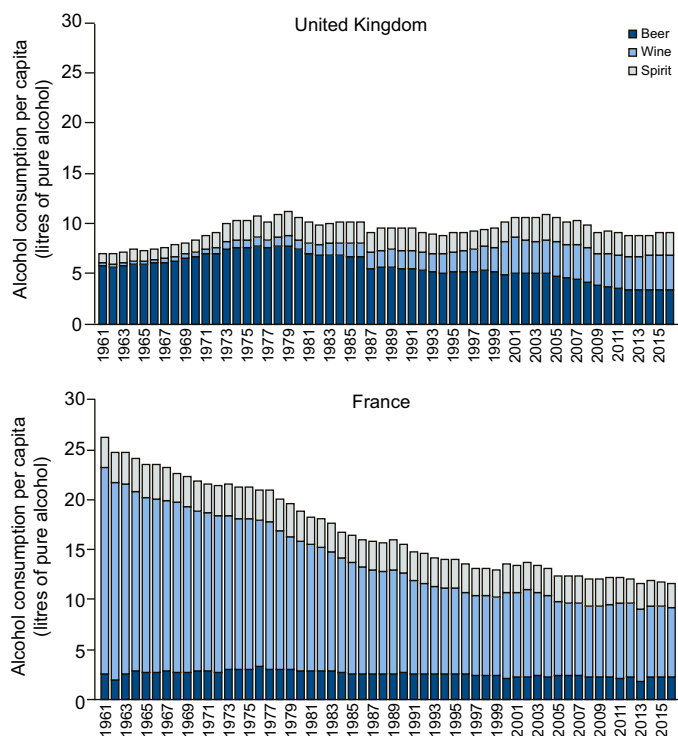 United Kingdom
Beer
Wine
Spirit
Alcohol consumption per capita
(litres of pure alcohol)
30
25
20
15
10
5
0
1961 1963 1965 1967 1969 1971 1973 1975 1977 1979 1981 1983 1985 1987 1989 1991 1993 1995 1997 1999 2001 2003 2005 2007 2009 2011 2013 2015
France
Alcohol consumption per capita
(litres of pure alcohol)
30
25
20
15
10
5
0
1961 1963 1965 1967 1969 1971 1973 1975 1977 1979 1981 1983 1985 1987 1989 1991 1993 1995 1997 1999 2001 2003 2005 2007 2009 2011 2013 2015